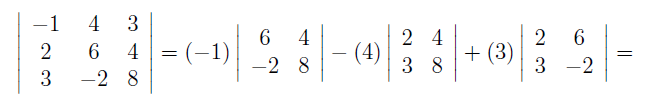 | -1 4 3 |
| 2 6 4 | = (-1) | 6 4 | - (4) | 2 4 | + (3) | 2 6 | =
| 3 -2 8 | | -2 8 | | 3 8 | | 3 -2 |